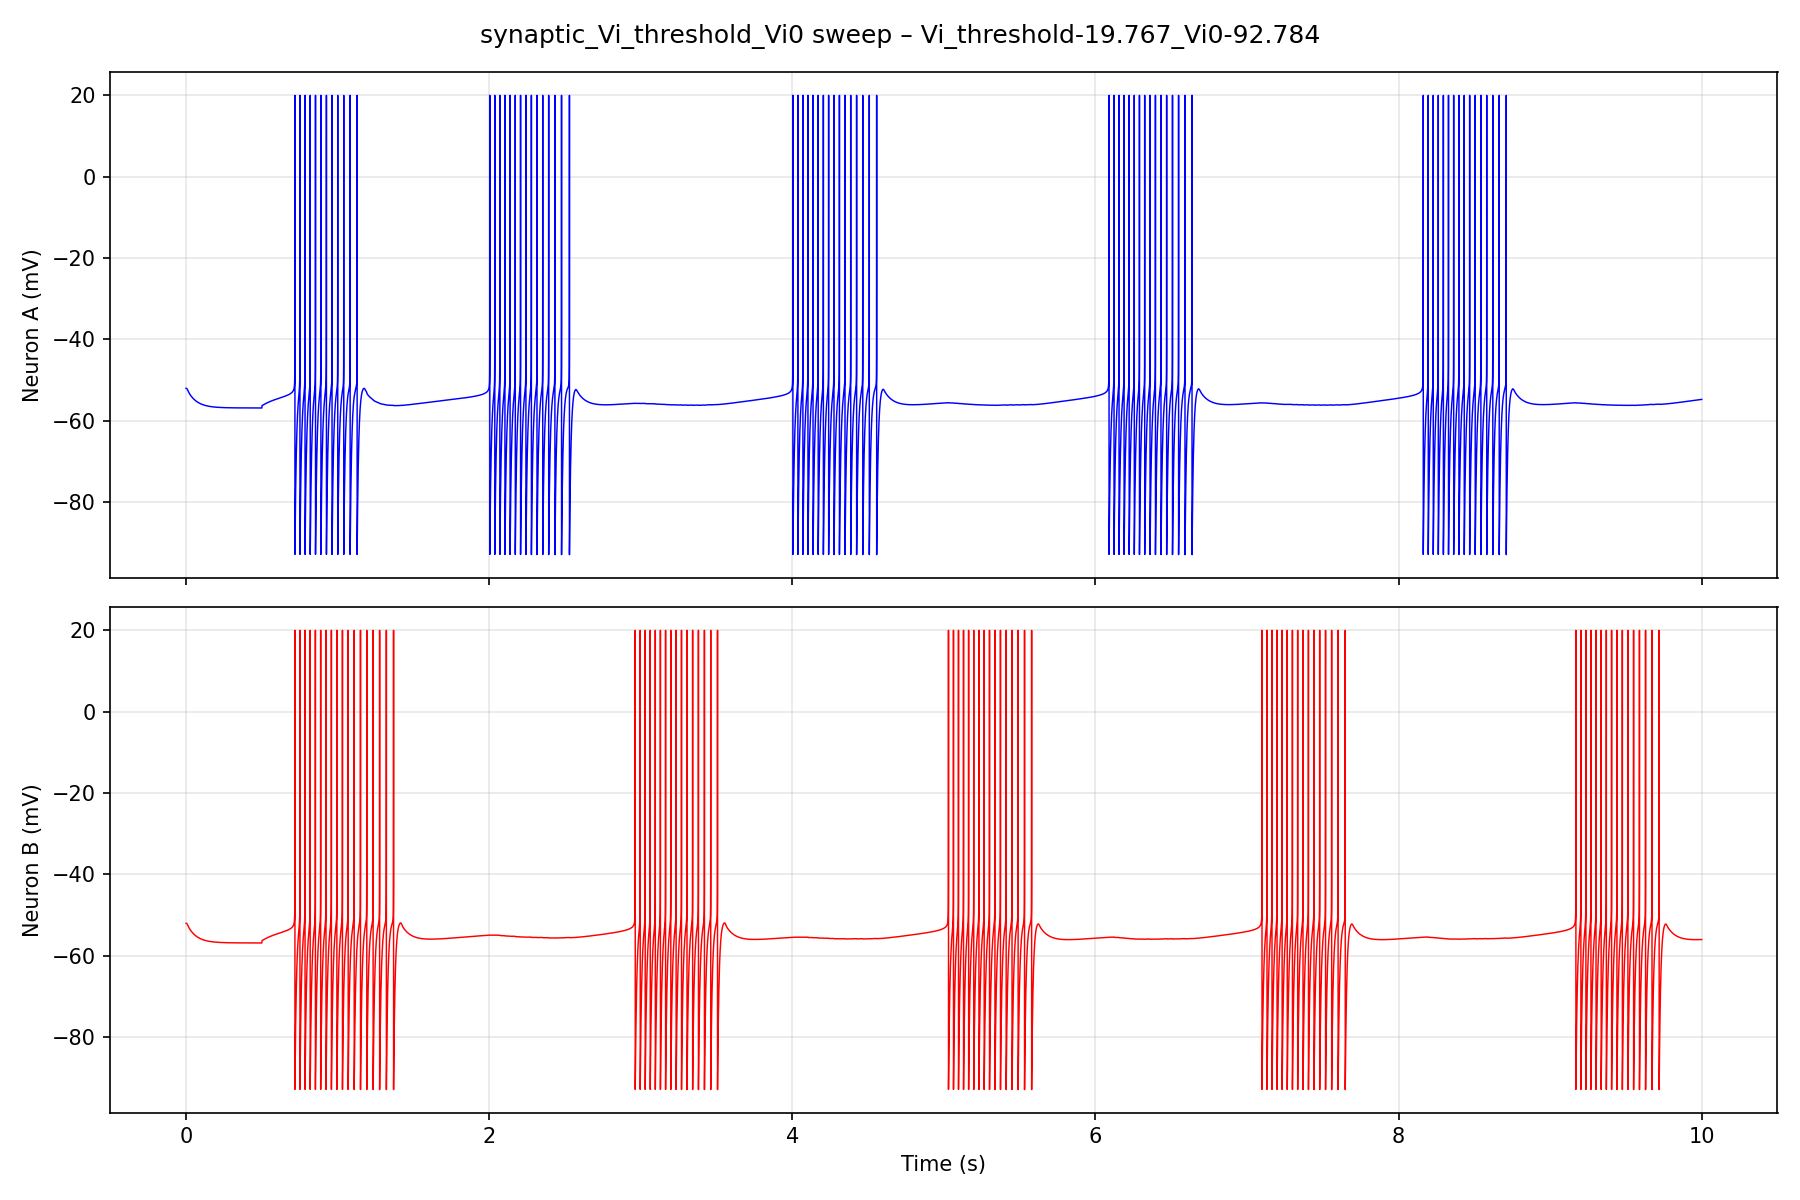 synaptic_Vi_threshold_Vi0 sweep – Vi_threshold-19.767_Vi0-92.784
Neuron A (mV)
20
0
−20
−40
−60
−80
Neuron B (mV)
20
0
−20
−40
−60
−80
0 2 4 6 8 10
Time (s)